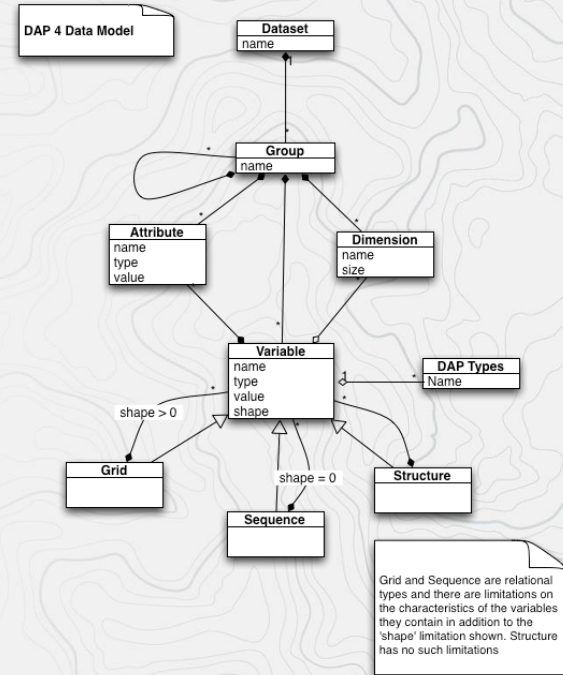 DAP 4 Data Model
Dataset
name
1
*
*
Group
name
*
*
Attribute
name
type
value
Dimension
name
size
*
*
*
Variable
name
type
value
shape
1
*
DAP Types
Name
*
*
shape > 0
*
Grid
shape = 0
Structure
Sequence
Grid and Sequence are relational
types and there are limitations on
the characteristics of the variables
they contain in addition to the
'shape' limitation shown. Structure
has no such limitations